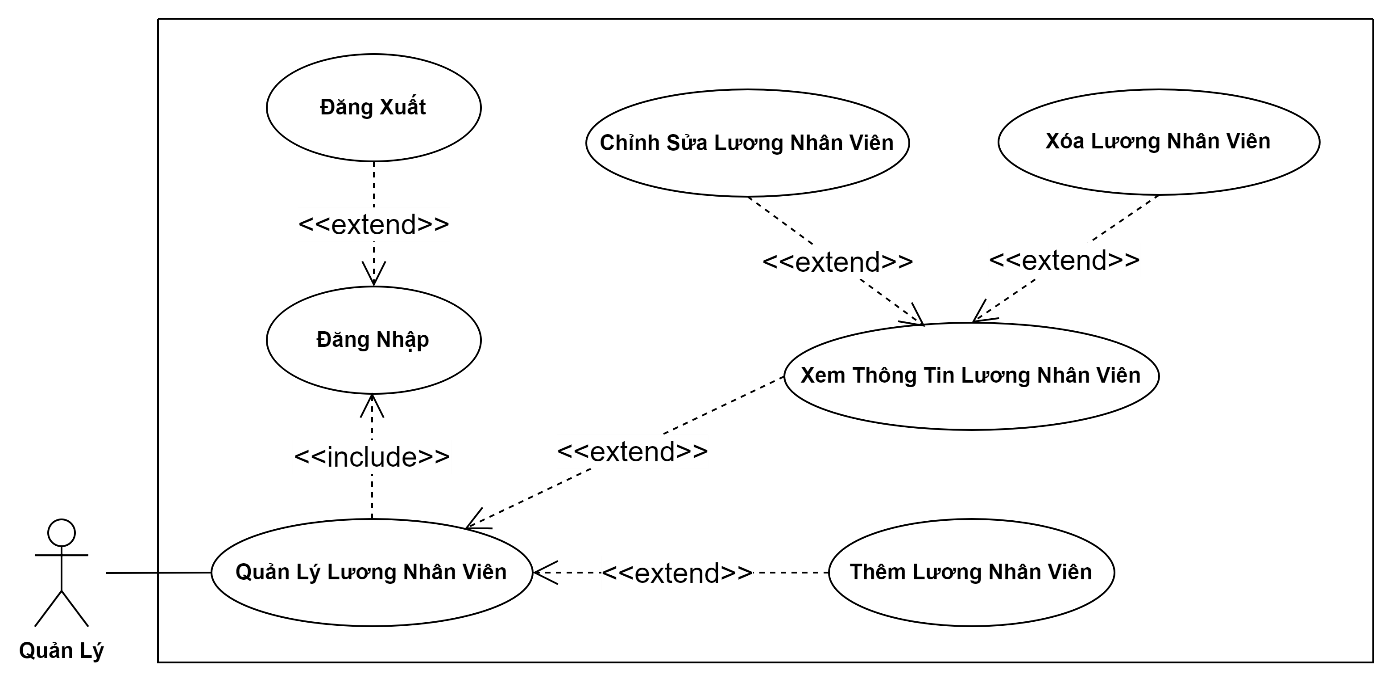 Đăng Xuất
Chỉnh Sửa Lương Nhân Viên
Xóa Lương Nhân Viên
<<extend>>
<<extend>>
<<extend>>
Đăng Nhập
Xem Thông Tin Lương Nhân Viên
<<include>>
<<extend>>
Quản Lý Lương Nhân Viên
<<extend>>
Thêm Lương Nhân Viên
Quản Lý